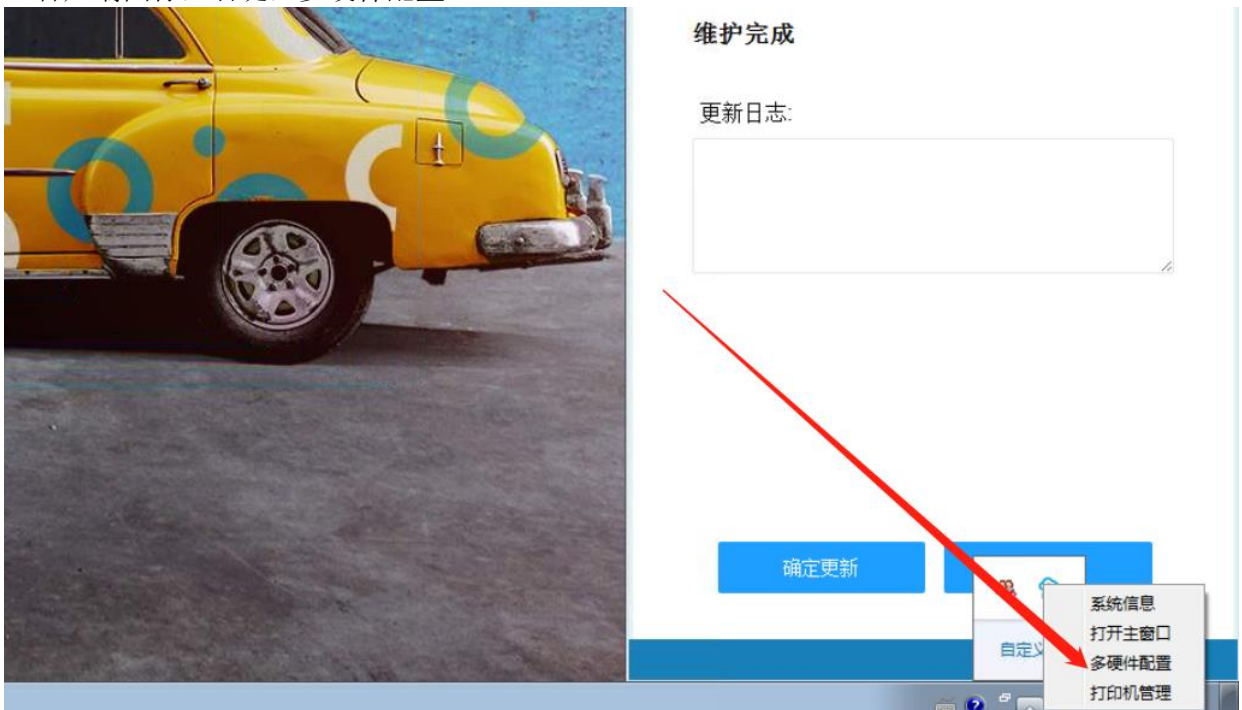 维护完成
更新日志:
确定更新
系统信息
打开主窗口
自定义
多硬件配置
打印机管理